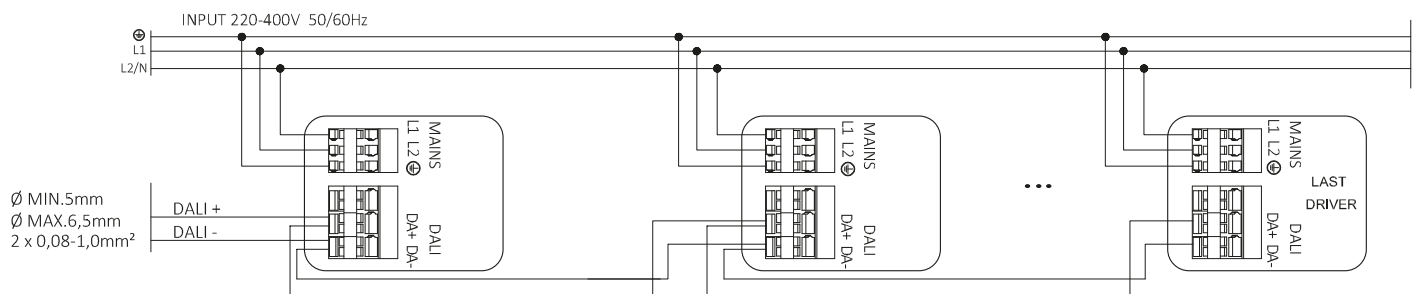 INPUT 220-400V 50/60Hz
⏚
L1
L2/N
MAINS
L1 L2 ⏚
MAINS
L1 L2 ⏚
MAINS
L1 L2 ⏚
...
LAST
DRIVER
Ø MIN.5mm
Ø MAX.6,5mm
2 x 0,08-1,0mm²
DALI +
DALI -
DALI
DA+ DA-
DALI
DA+ DA-
DALI
DA+ DA-